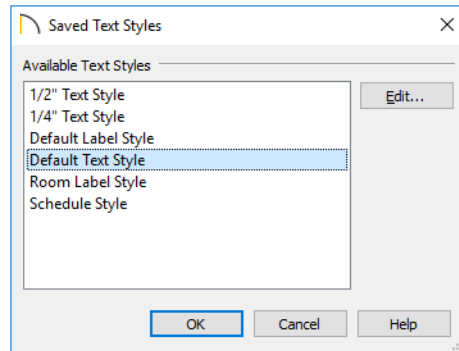 Saved Text Styles
Available Text Styles
1/2" Text Style
1/4" Text Style
Default Label Style
Default Text Style
Room Label Style
Schedule Style
Edit...
OK Cancel Help